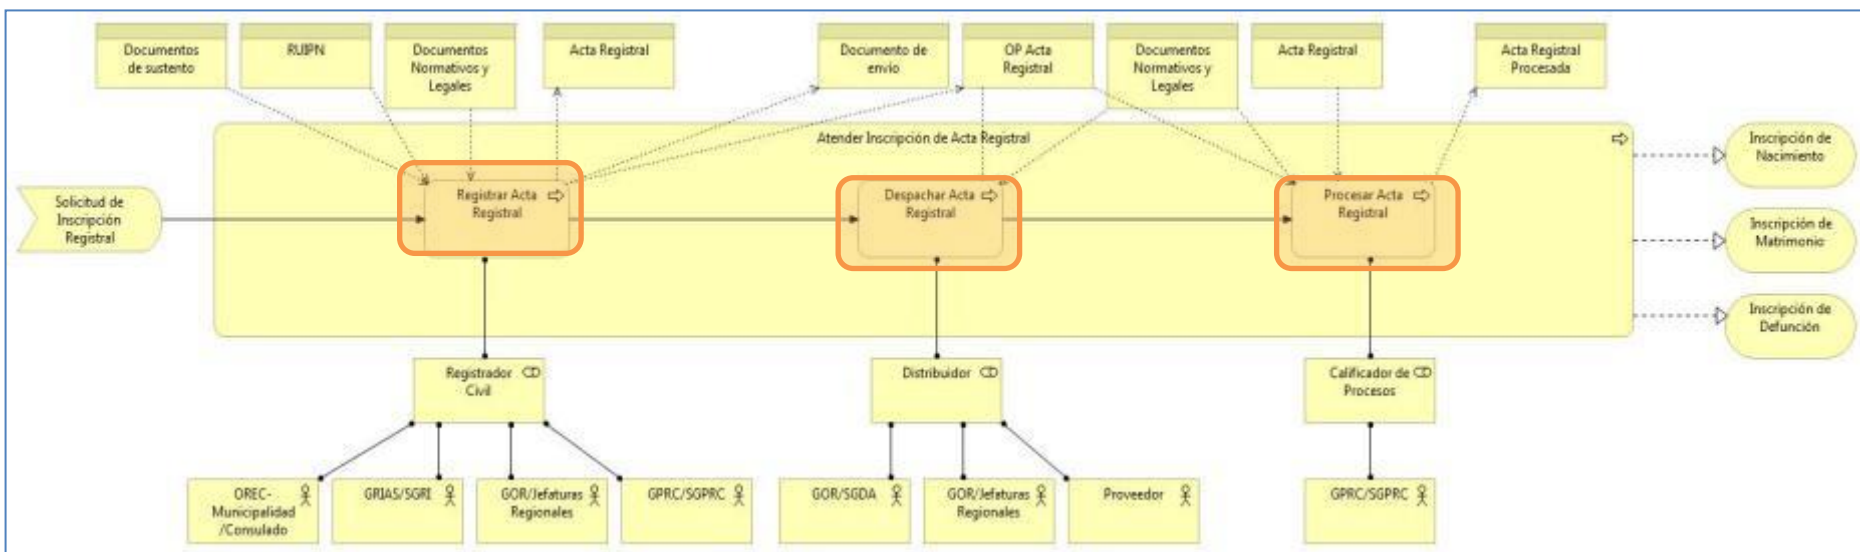 Documentos
de sustento
RUIPN
Documentos
Normativos y
Legales
Acta Registral
Documento de
envio
OP Acta
Registral
Documentos
Normativos y
Legales
Acta Registral
Acta Registral
Procesada
Atender Inscripción de Acta Registral
Solicitud de
Inscripción
Registral
Registrar Acta
Registral
Despachar Acta
Registral
Procesar Acta
Registral
Inscripción de
Nacimiento
Inscripción de
Matrimonio
Inscripción de
Defunción
Registrador
Civil
Distribuidor
Calificador de
Procesos
OREC-
Municipalidad
/Consulado
GRIAS/SGRI
GOR/Jefaturas
Regionales
GPRC/SGPRC
GOR/SGDA
GOR/Jefaturas
Regionales
Proveedor
GPRC/SGPRC